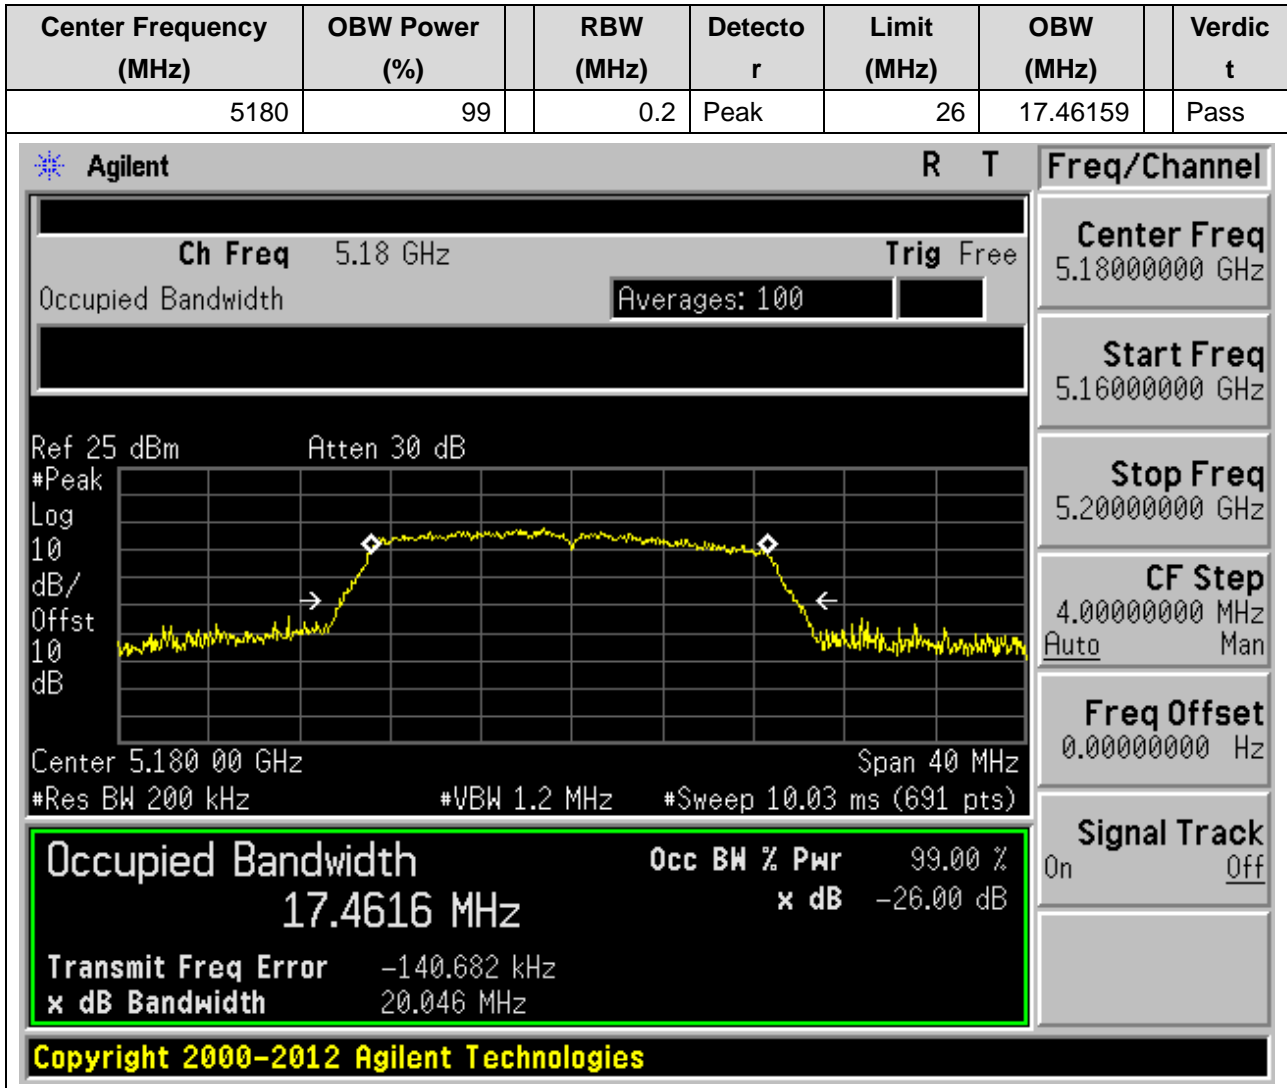 Center Frequency OBW Power RBW Detecto Limit OBW Verdic
(MHz) (%) (MHz) r (MHz) (MHz) t
5180 99 0.2 Peak 26 17.46159 Pass
Agilent R T Freq/Channel
Ch Freq 5.18 GHz Trig Free
Occupied Bandwidth Averages: 100
Center Freq
5.18000000 GHz
Start Freq
5.16000000 GHz
Stop Freq
5.20000000 GHz
CF Step
4.00000000 MHz
Auto Man
Freq Offset
0.00000000 Hz
Signal Track
On Off
Ref 25 dBm Atten 30 dB
#Peak
Log
10
dB/
Offst
10
dB
Center 5.180 00 GHz Span 40 MHz
#Res BW 200 kHz #VBW 1.2 MHz #Sweep 10.03 ms (691 pts)
Occupied Bandwidth Occ BW % Pwr 99.00 %
17.4616 MHz x dB -26.00 dB
Transmit Freq Error -140.682 kHz
x dB Bandwidth 20.046 MHz
Copyright 2000-2012 Agilent Technologies